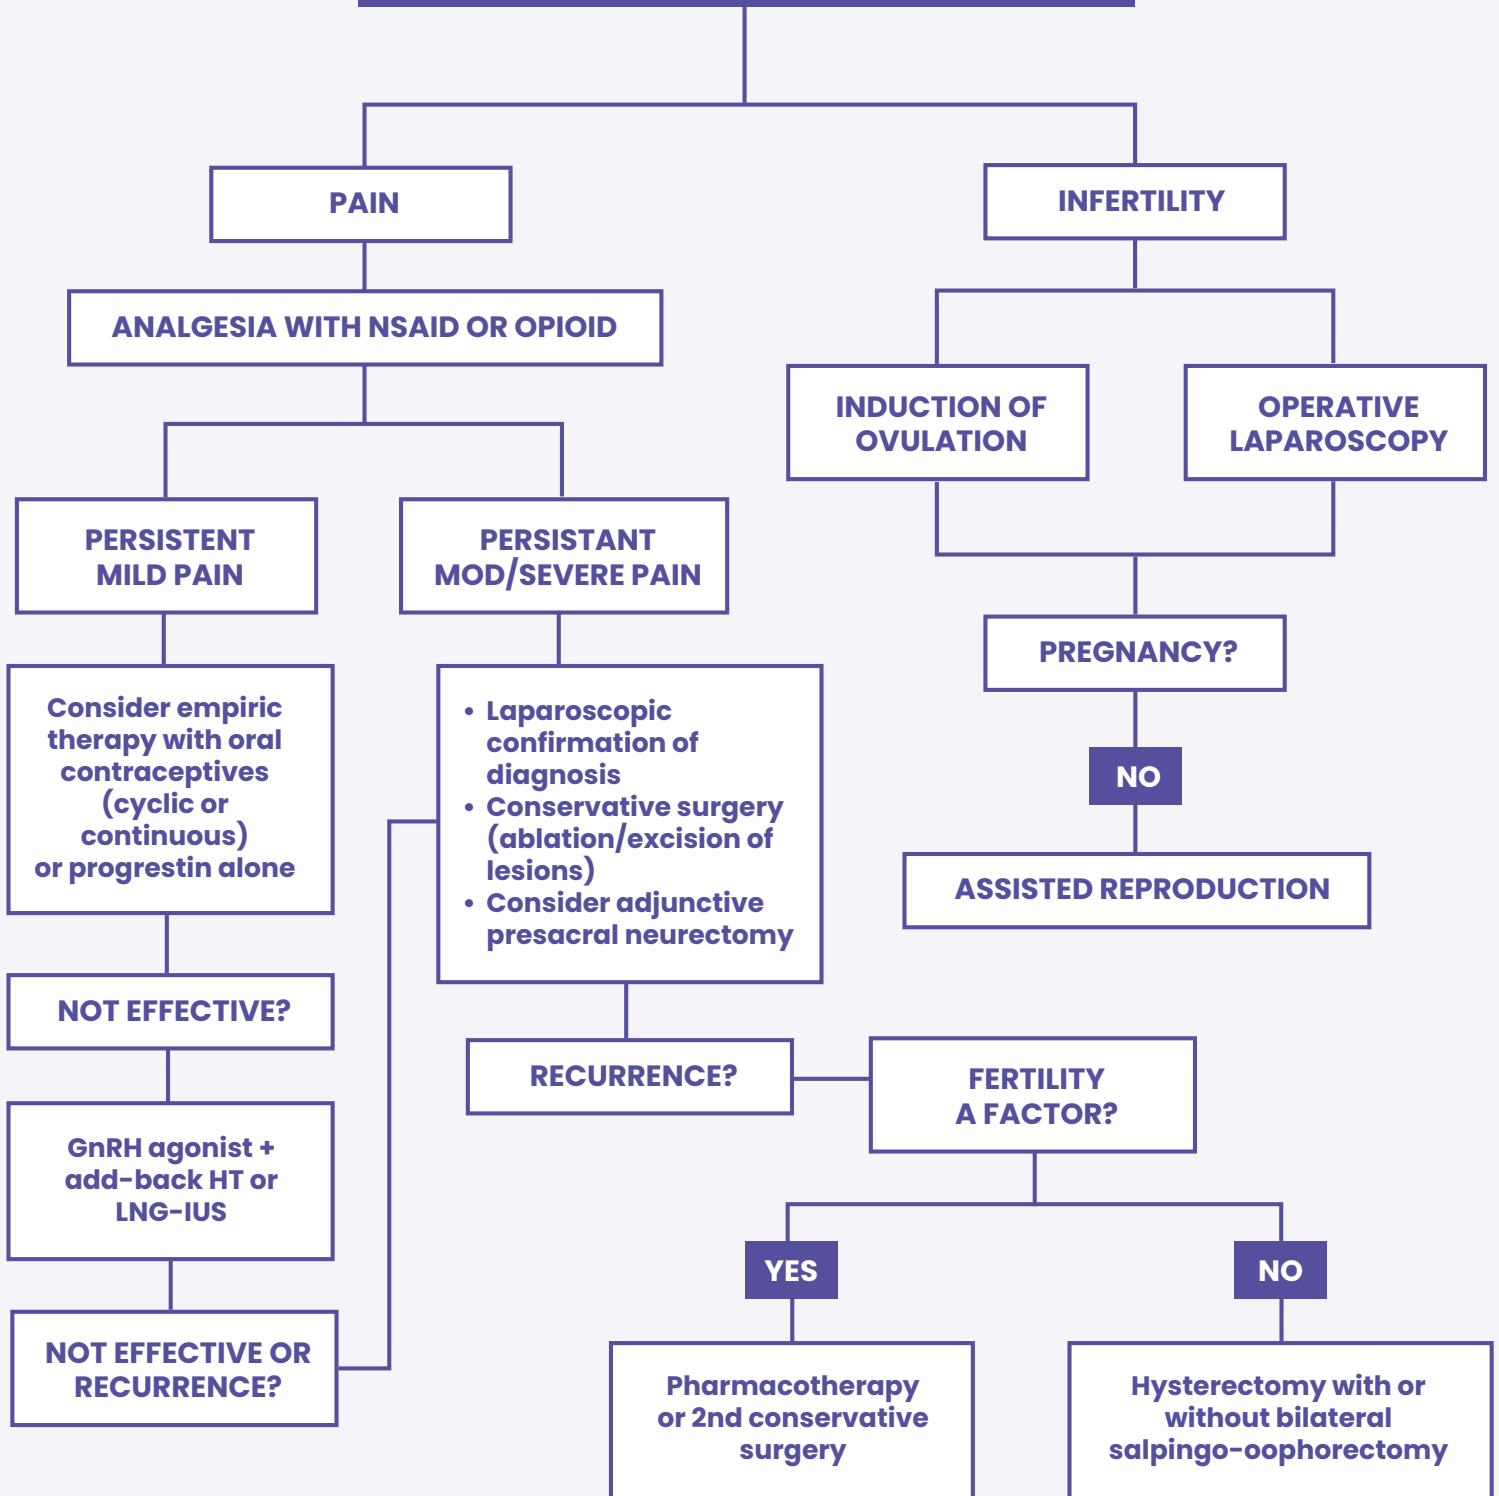 PAIN
INFERTILITY
ANALGESIA WITH NSAID OR OPIOID
INDUCTION OF
OVULATION
OPERATIVE
LAPAROSCOPY
PERSISTENT
MILD PAIN
PERSISTANT
MOD/SEVERE PAIN
PREGNANCY?
NO
ASSISTED REPRODUCTION
Consider empiric
therapy with oral
contraceptives
(cyclic or
continuous)
or progrestin alone
• Laparoscopic
confirmation of
diagnosis
• Conservative surgery
(ablation/excision of
lesions)
• Consider adjunctive
presacral neurectomy
NOT EFFECTIVE?
RECURRENCE?
FERTILITY
A FACTOR?
GnRH agonist +
add-back HT or
LNG-IUS
YES
NO
NOT EFFECTIVE OR
RECURRENCE?
Pharmacotherapy
or 2nd conservative
surgery
Hysterectomy with or
without bilateral
salpingo-oophorectomy